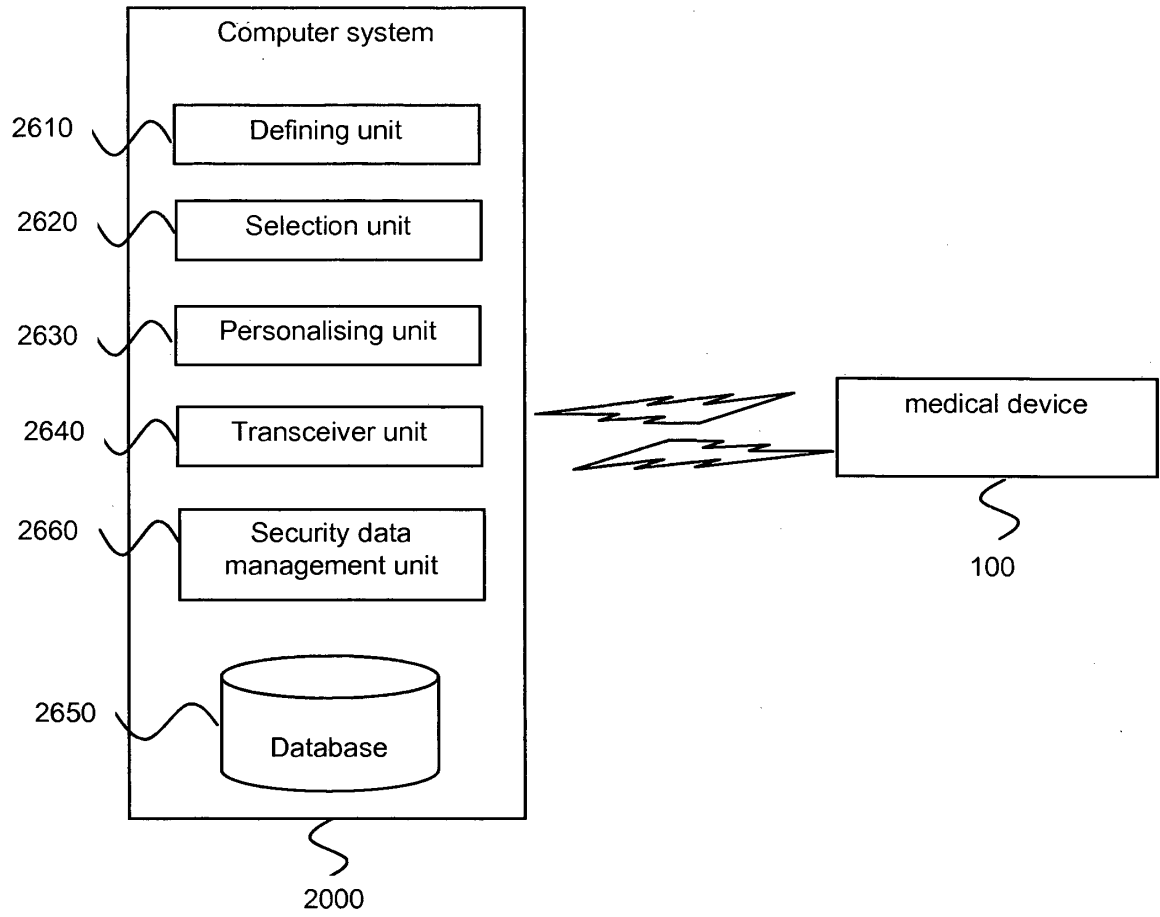 Computer system
2610
Defining unit
2620
Selection unit
2630
Personalising unit
2640
Transceiver unit
medical device
2660
Security data
management unit
100
2650
Database
2000